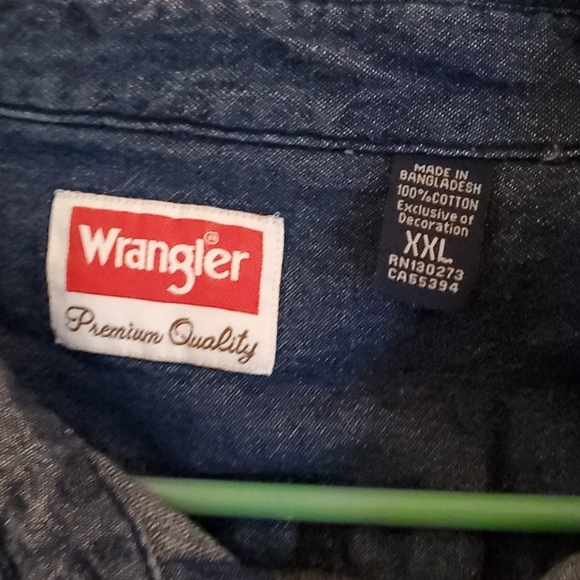 Wrangler®
Premium Quality
MADE IN
BANGLADESH
100%COTTON
Exclusive of
Decoration
XXL
RN130273
CA55394